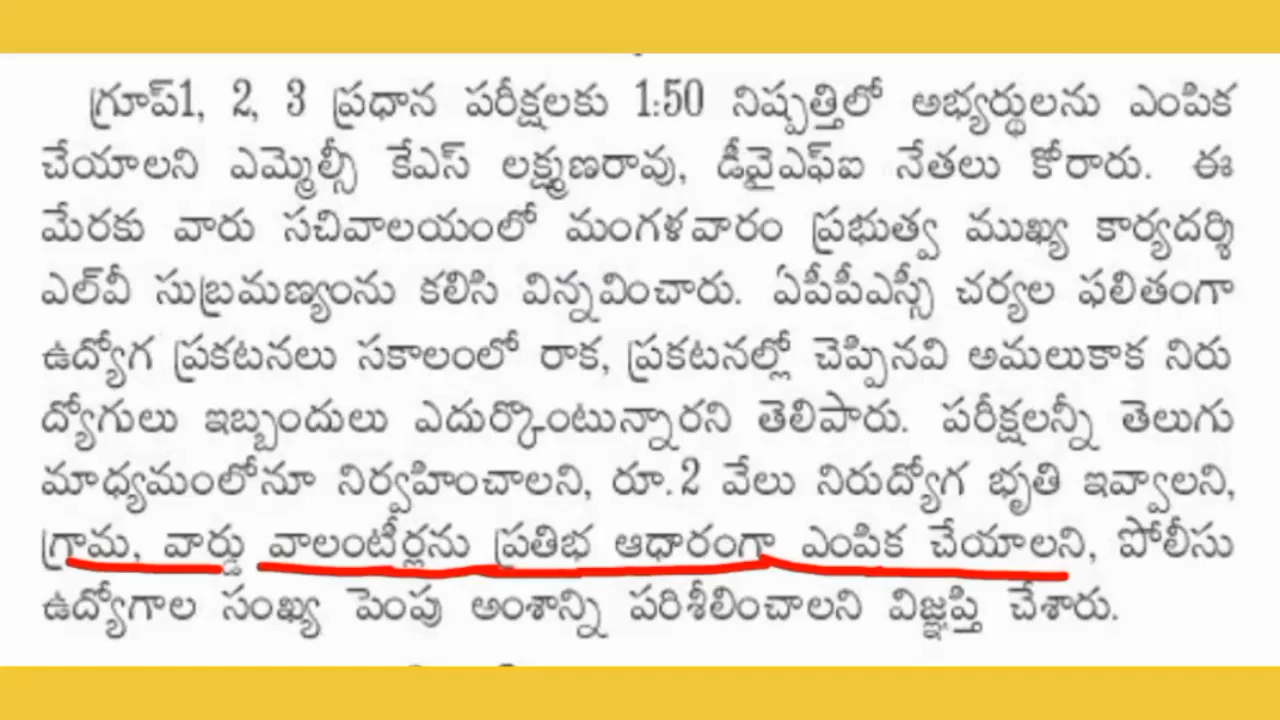 గ్రూప్1, 2, 3 ప్రధాన పరీక్షలకు 1:50 నిష్పత్తిలో అభ్యర్థులను ఎంపిక
చేయాలని ఎమ్మెల్సీ కేఎస్ లక్ష్మణరావు, డీవైఎఫ్ఐ నేతలు కోరారు. ఈ
మేరకు వారు సచివాలయంలో మంగళవారం ప్రభుత్వ ముఖ్య కార్యదర్శి
ఎల్‌వీ సుబ్రమణ్యంను కలిసి విన్నవించారు. ఏపీపీఎస్సీ చర్యల ఫలితంగా
ఉద్యోగ ప్రకటనలు సకాలంలో రాక, ప్రకటనల్లో చెప్పినవి అమలుకాక నిరు
ద్యోగులు ఇబ్బందులు ఎదుర్కొంటున్నారని తెలిపారు. పరీక్షలన్నీ తెలుగు
మాధ్యమంలోనూ నిర్వహించాలని, రూ.2 వేలు నిరుద్యోగ భృతి ఇవ్వాలని,
గ్రామ, వార్డు వాలంటీర్లను ప్రతిభ ఆధారంగా ఎంపిక చేయాలని, పోలీసు
ఉద్యోగాల సంఖ్య పెంపు అంశాన్ని పరిశీలించాలని విజ్ఞప్తి చేశారు.